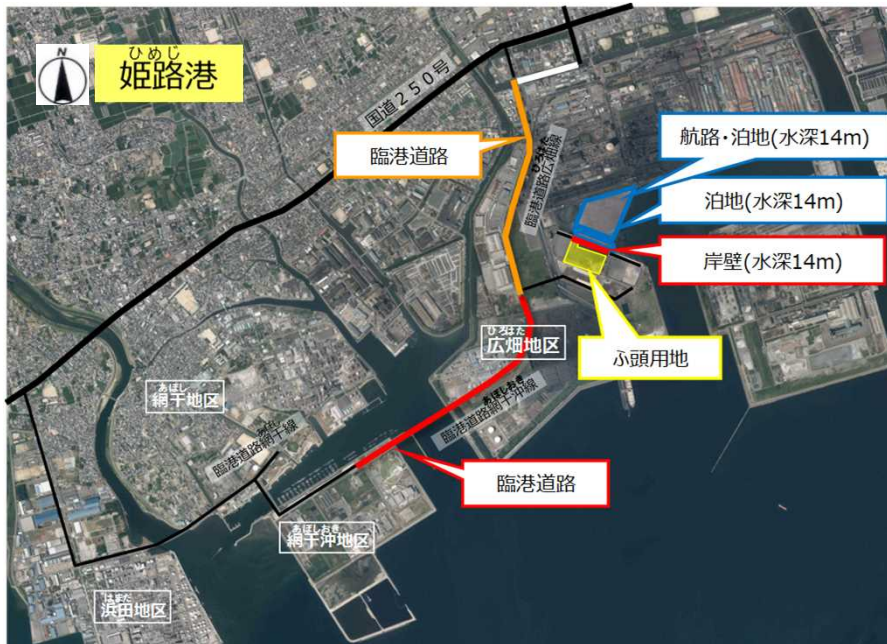 N
ひめじ
姫路港
国道250号
臨港道路
ひろはた
臨港道路広畑線
航路・泊地(水深14m)
泊地(水深14m)
岸壁(水深14m)
ふ頭用地
ひろはた
広畑地区
あぼし
網干地区
あぼし
臨港道路網干線
あぼしおき
臨港道路網干沖線
臨港道路
あぼしおき
網干沖地区
はまだ
浜田地区